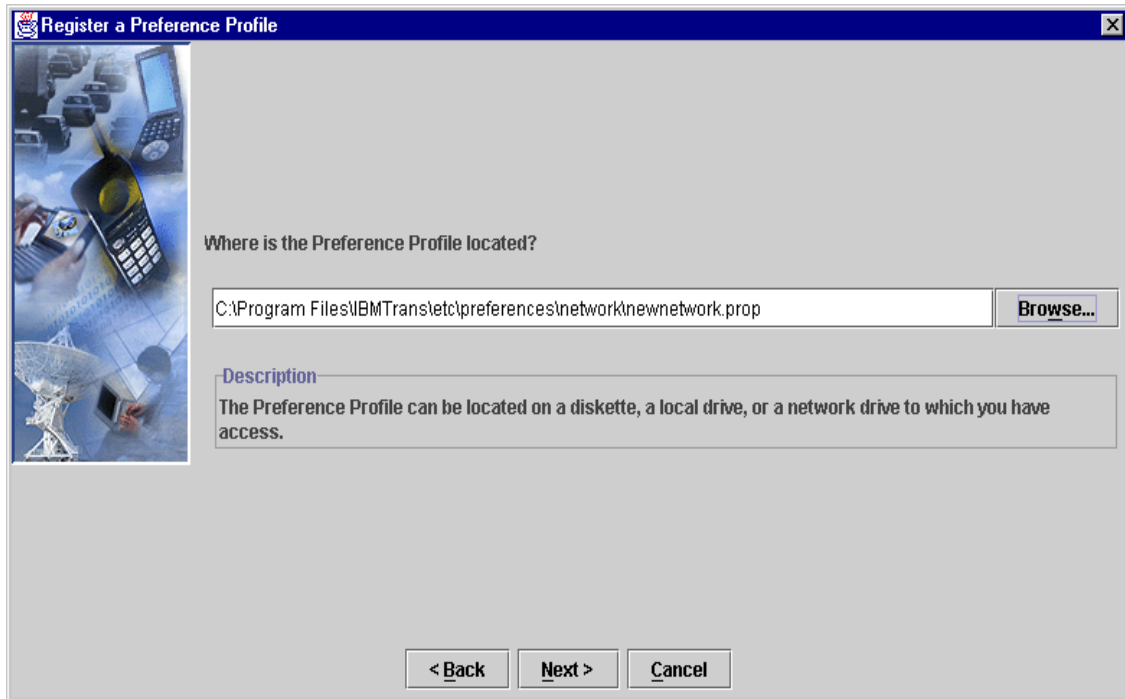 Register a Preference Profile
Where is the Preference Profile located?
C:\Program Files\IBMTrans\etc\preferences\network\newnetwork.prop
Browse...
Description
The Preference Profile can be located on a diskette, a local drive, or a network drive to which you have
access.
< Back
Next >
Cancel